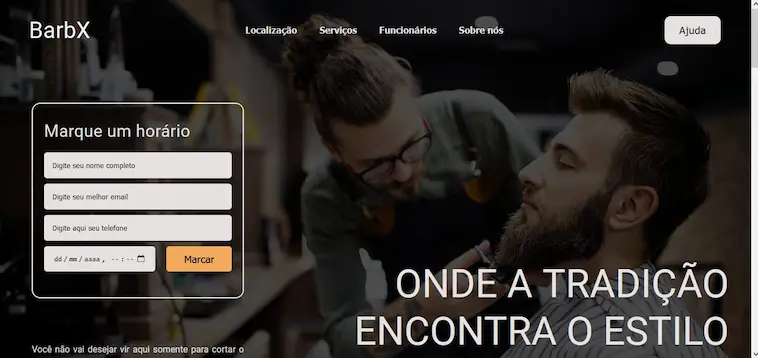 BarbX
Localização
Serviços
Funcionários
Sobre nós
Ajuda
Marque um horário
Digite seu nome completo
Digite seu melhor email
Digite aqui seu telefone
dd/mm/aaaa, --:--
Marcar
ONDE A TRADIÇÃO
ENCONTRA O ESTILO
Você não vai desejar vir aqui somente para cortar o